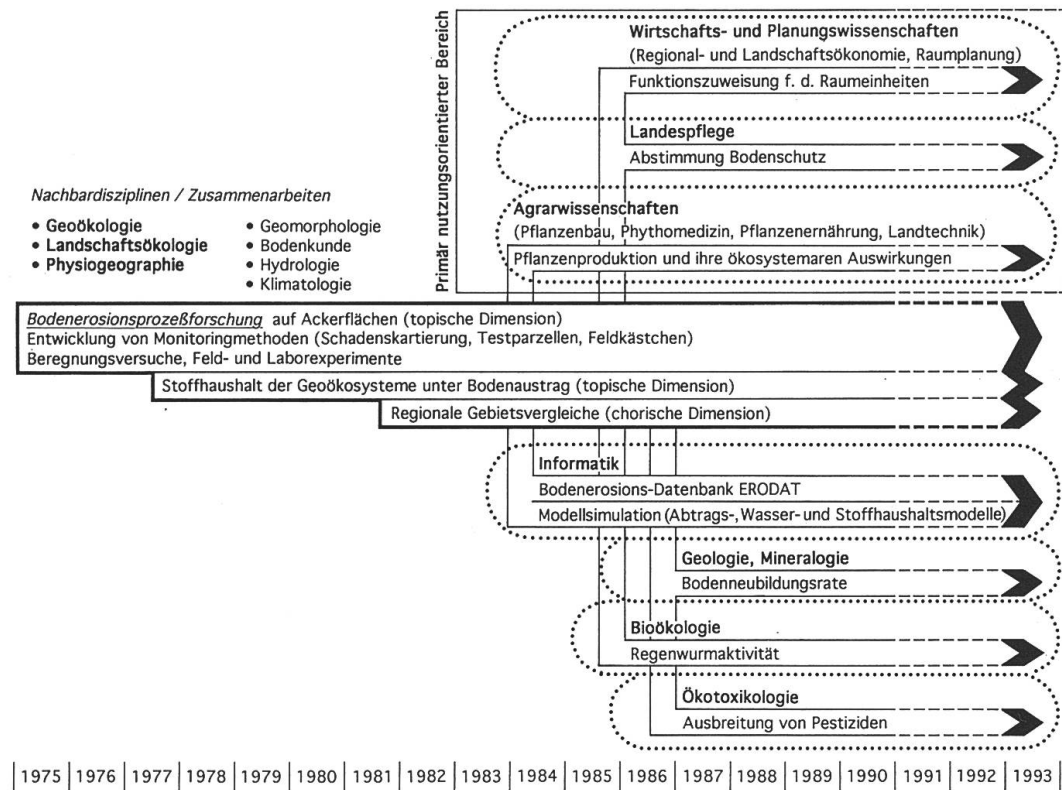 Primär nutzungsorientierter Bereich
Wirtschafts- und Planungswissenschaften
(Regional- und Landschaftsökonomie, Raumplanung)
Funktionszuweisung f. d. Raumeinheiten
Landespflege
Abstimmung Bodenschutz
Agrarwissenschaften
(Pflanzenbau, Phythomedizin, Pflanzenernährung, Landtechnik)
Pflanzenproduktion und ihre ökosystemaren Auswirkungen
Nachbardisziplinen / Zusammenarbeiten
• Geoökologie
• Landschaftsökologie
• Physiogeographie
• Geomorphologie
• Bodenkunde
• Hydrologie
• Klimatologie
Bodenerosionsprozeßforschung auf Ackerflächen (topische Dimension)
Entwicklung von Monitoringmethoden (Schadenskartierung, Testparzellen, Feldkästchen)
Beregnungsversuche, Feld- und Laborexperimente
Stoffhaushalt der Geoökosysteme unter Bodenaustrag (topische Dimension)
Regionale Gebietsvergleiche (chorische Dimension)
Informatik
Bodenerosions-Datenbank ERODAT
Modellsimulation (Abtrags-, Wasser- und Stoffhaushaltsmodelle)
Geologie, Mineralogie
Bodenneubildungsrate
Bioökologie
Regenwurmaktivität
Ökotoxikologie
Ausbreitung von Pestiziden
1975 1976 1977 1978 1979 1980 1981 1982 1983 1984 1985 1986 1987 1988 1989 1990 1991 1992 1993